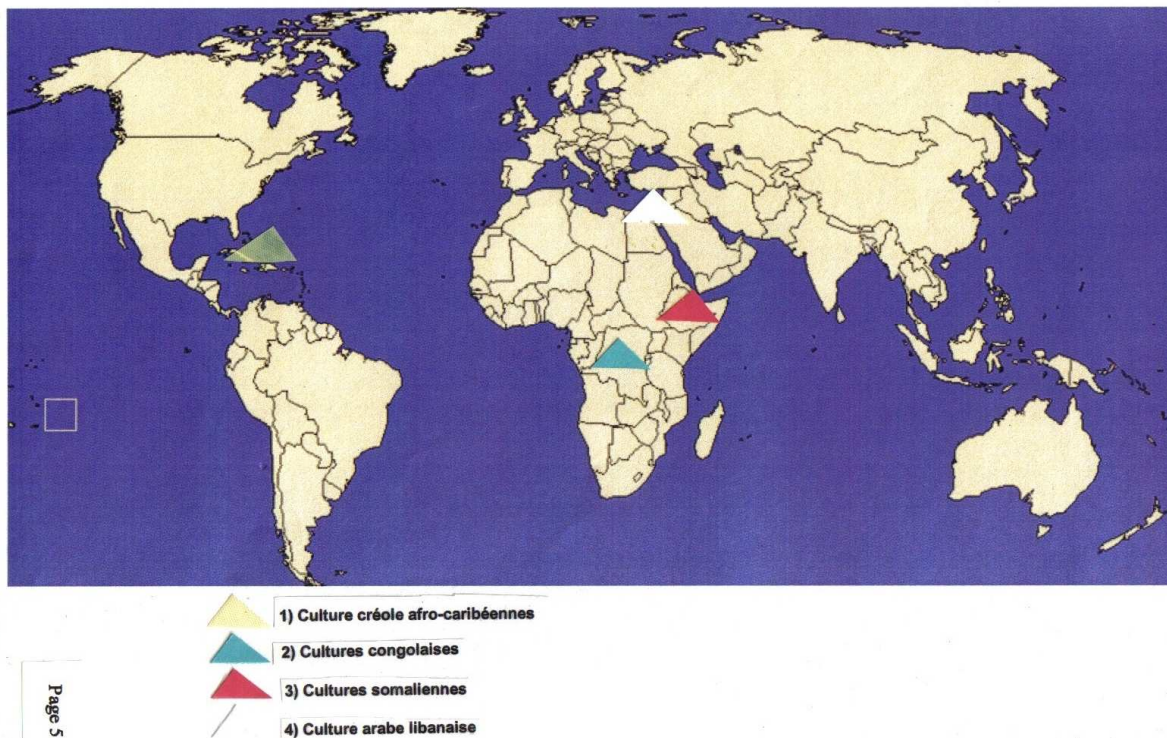 1) Culture créole afro-caribéennes
2) Cultures congolaises
3) Cultures somaliennes
4) Culture arabe libanaise
Page 5